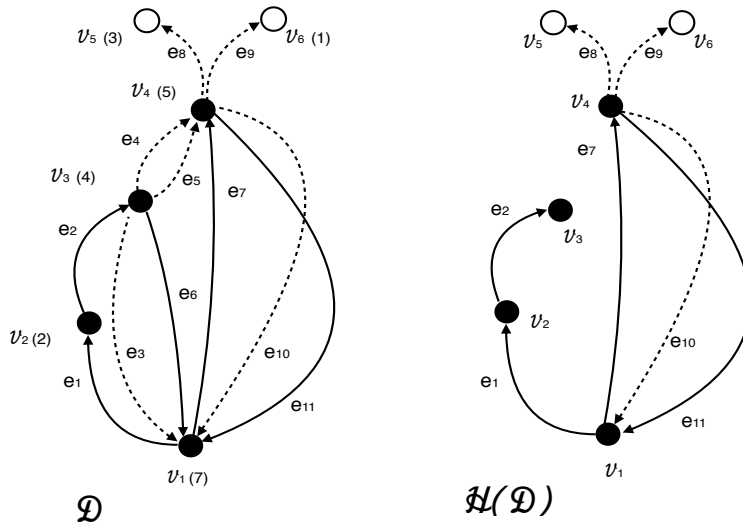 v₅ (3) e₈ e₉ v₆ (1)
v₄ (5)
e₄
e₅ e₇
v₃ (4)
e₂
e₆
v₂ (2) e₃ e₁₀
e₁
e₁₁
v₁ (7)
𝒟
v₅ e₈ e₉ v₆
v₄
e₇
e₂
v₃
v₂
e₁₀
e₁
e₁₁
v₁
ℋ(𝒟)